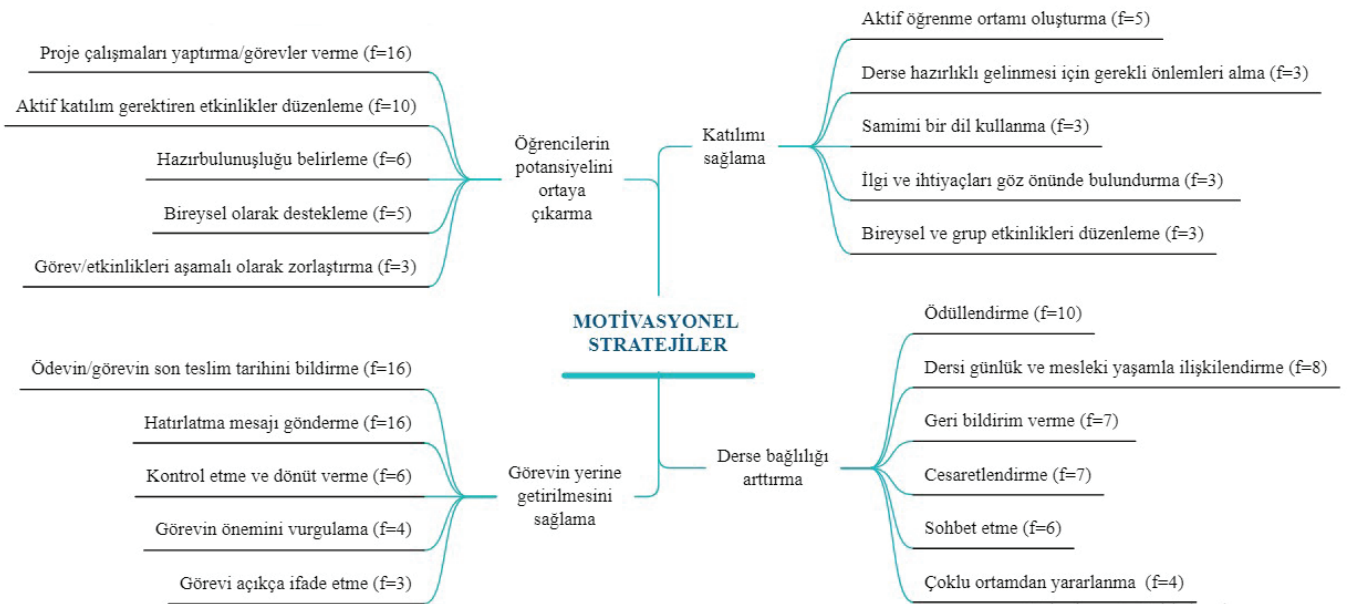 Proje çalışmaları yaptırma/görevler verme (f=16)
Aktif katılım gerektiren etkinlikler düzenleme (f=10)
Hazırbulunuşluğu belirleme (f=6)
Bireysel olarak destekleme (f=5)
Görev/etkinlikleri aşamalı olarak zorlaştırma (f=3)
Öğrencilerin
potansiyelini
ortaya
çıkarma
Katılımı
sağlama
Aktif öğrenme ortamı oluşturma (f=5)
Derse hazırlıklı gelinmesi için gerekli önlemleri alma (f=3)
Samimi bir dil kullanma (f=3)
İlgi ve ihtiyaçları göz önünde bulundurma (f=3)
Bireysel ve grup etkinlikleri düzenleme (f=3)
MOTİVASYONEL
STRATEJİLER
Ödevin/görevin son teslim tarihini bildirme (f=16)
Hatırlatma mesajı gönderme (f=16)
Kontrol etme ve dönüt verme (f=6)
Görevin önemini vurgulama (f=4)
Görevi açıkça ifade etme (f=3)
Görevin yerine
getirilmesini
sağlama
Derse bağlılığı
arttırma
Ödüllendirme (f=10)
Dersi günlük ve mesleki yaşamla ilişkilendirme (f=8)
Geri bildirim verme (f=7)
Cesaretlendirme (f=7)
Sohbet etme (f=6)
Çoklu ortamdan yararlanma (f=4)